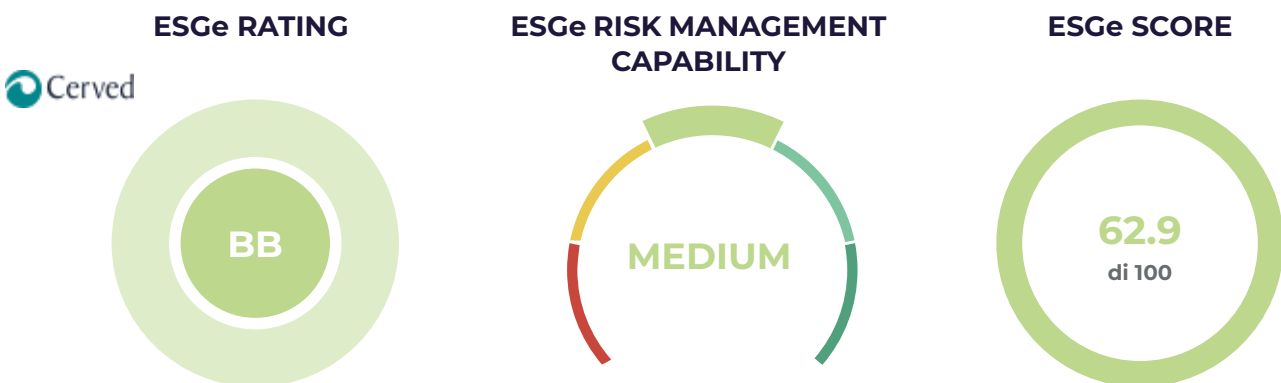 ESGe RATING
ESGe RISK MANAGEMENT
CAPABILITY
ESGe SCORE
Cerved
BB
MEDIUM
62.9
di 100